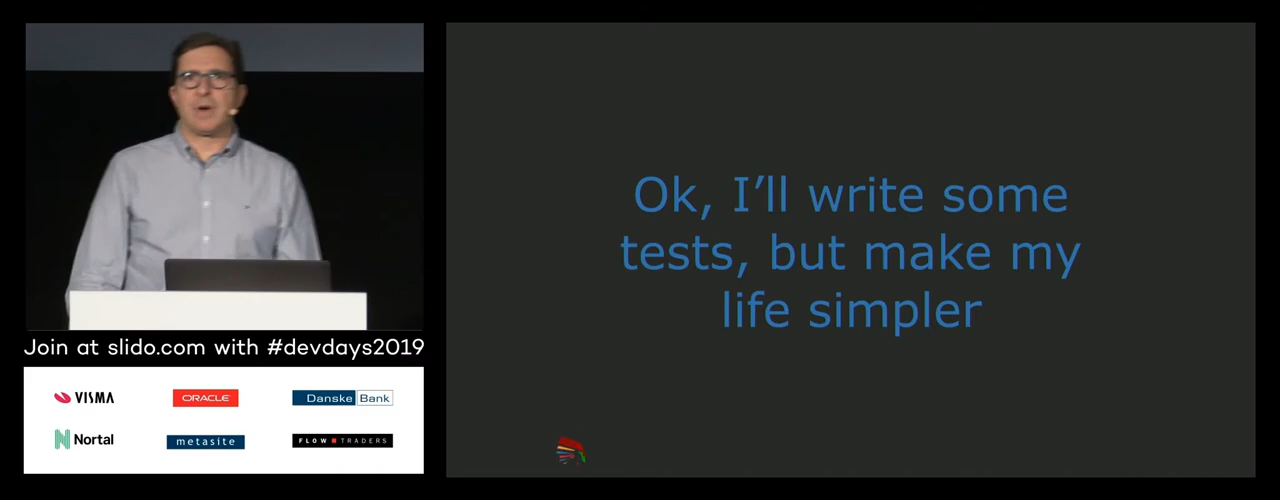 Ok, I’ll write some
tests, but make my
life simpler
Join at slido.com with #devdays2019
VISMA
ORACLE
Danske Bank
Nortal
metasite
FLOW TRADERS